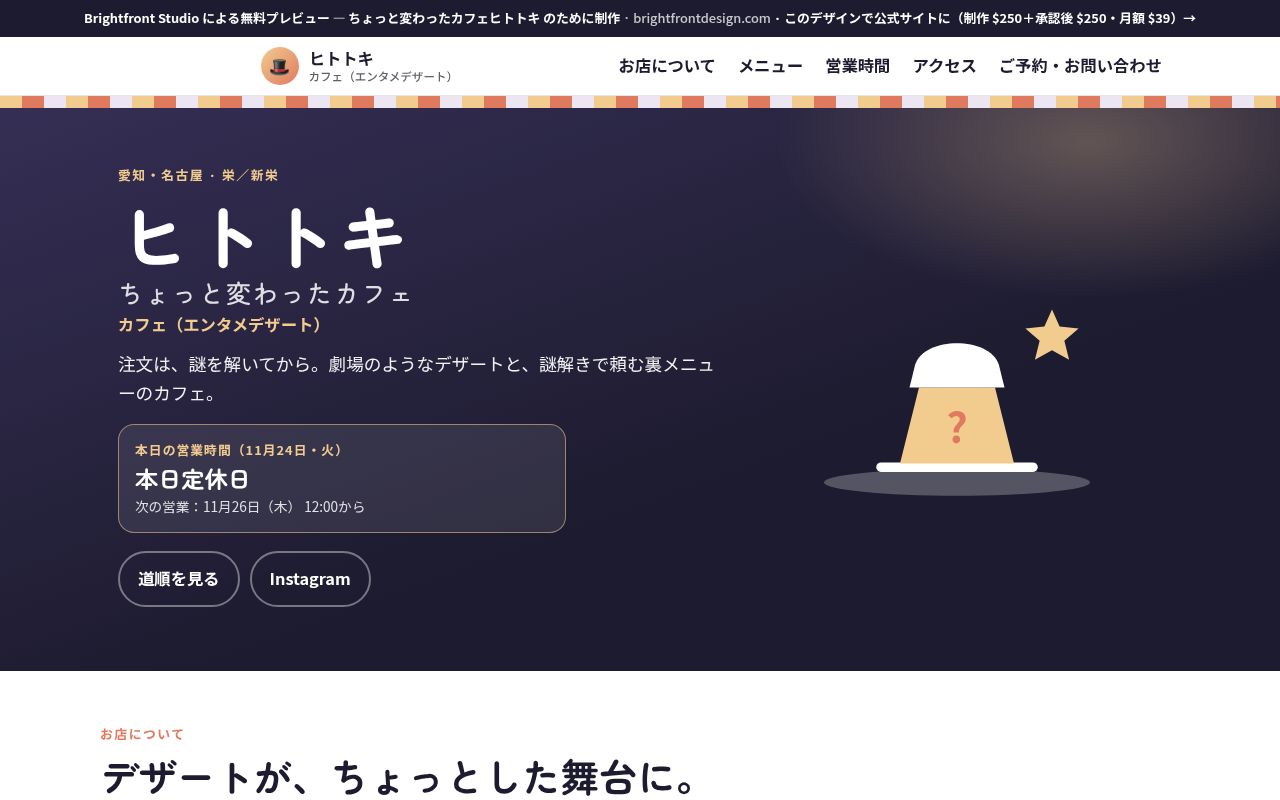 Brightfront Studio による無料プレビュー — ちょっと変わったカフェヒトトキ のために制作 · brightfrontdesign.com · このデザインで公式サイトに（制作 $250＋承認後 $250・月額 $39）→
ヒトトキ
カフェ（エンタメデザート）
お店について メニュー 営業時間 アクセス ご予約・お問い合わせ
愛知・名古屋 · 栄／新栄
ヒトトキ
ちょっと変わったカフェ
カフェ（エンタメデザート）
注文は、謎を解いてから。劇場のようなデザートと、謎解きで頼む裏メニュ
ーのカフェ。
本日の営業時間（11月24日・火）
本日定休日
次の営業：11月26日（木） 12:00から
道順を見る Instagram
?
お店について
デザートが、ちょっとした舞台に。